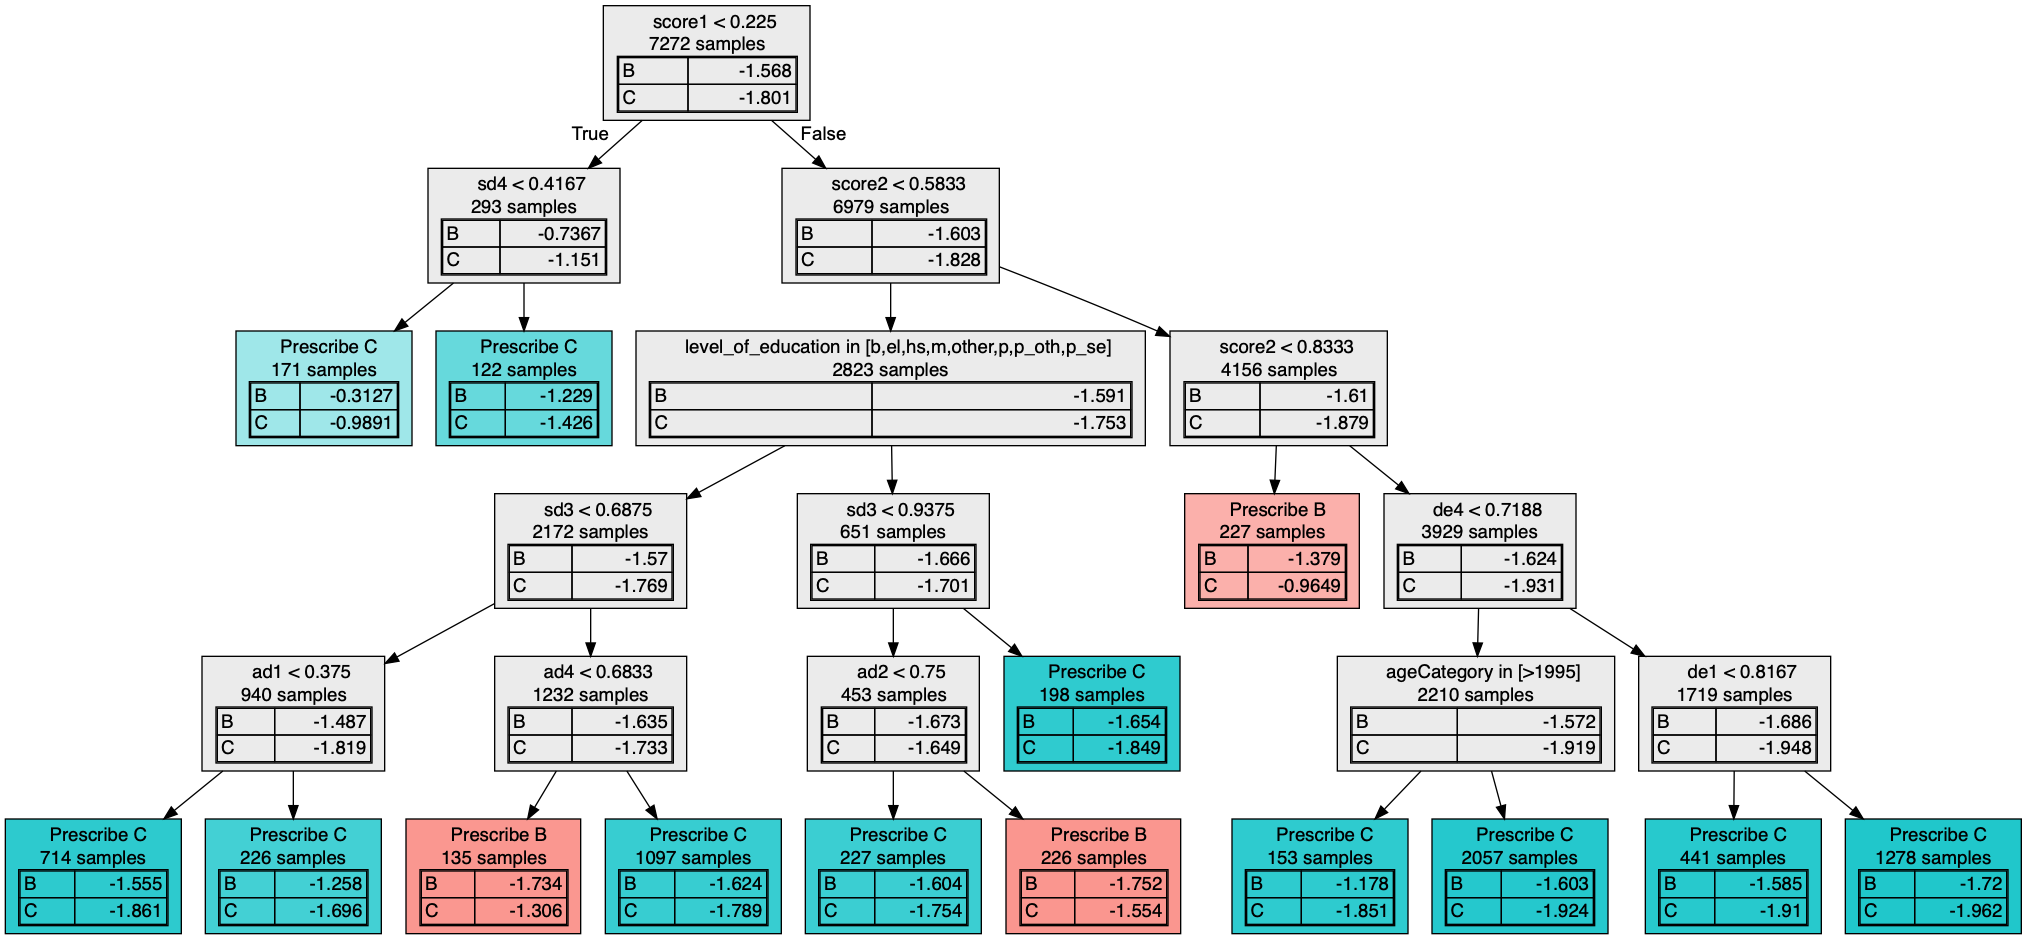 score1 < 0.225
7272 samples
B -1.568
C -1.801
True False
sd4 < 0.4167
293 samples
B -0.7367
C -1.151
score2 < 0.5833
6979 samples
B -1.603
C -1.828
Prescribe C
171 samples
B -0.3127
C -0.9891
Prescribe C
122 samples
B -1.229
C -1.426
level_of_education in [b,el,hs,m,other,p,p_oth,p_se]
2823 samples
B -1.591
C -1.753
score2 < 0.8333
4156 samples
B -1.61
C -1.879
sd3 < 0.6875
2172 samples
B -1.57
C -1.769
sd3 < 0.9375
651 samples
B -1.666
C -1.701
Prescribe B
227 samples
B -1.379
C -0.9649
de4 < 0.7188
3929 samples
B -1.624
C -1.931
ad1 < 0.375
940 samples
B -1.487
C -1.819
ad4 < 0.6833
1232 samples
B -1.635
C -1.733
ad2 < 0.75
453 samples
B -1.673
C -1.649
Prescribe C
198 samples
B -1.654
C -1.849
ageCategory in [>1995]
2210 samples
B -1.572
C -1.919
de1 < 0.8167
1719 samples
B -1.686
C -1.948
Prescribe C
714 samples
B -1.555
C -1.861
Prescribe C
226 samples
B -1.258
C -1.696
Prescribe B
135 samples
B -1.734
C -1.306
Prescribe C
1097 samples
B -1.624
C -1.789
Prescribe C
227 samples
B -1.604
C -1.754
Prescribe B
226 samples
B -1.752
C -1.554
Prescribe C
153 samples
B -1.178
C -1.851
Prescribe C
2057 samples
B -1.603
C -1.924
Prescribe C
441 samples
B -1.585
C -1.91
Prescribe C
1278 samples
B -1.72
C -1.962